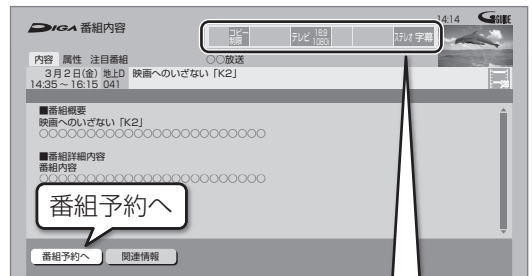 DIGA 番組内容
コピー制限 テレビ 16:9 1080i ステレオ 字幕
14:14 GGUIDE
内容 属性 注目番組 ○○放送
3月2日(金) 地上D 映画へのいざない「K2」
14:35～16:15 041
■番組概要
映画へのいざない「K2」
○○○○○○○○○○○○○○○○○○○○○○○○
■番組詳細内容
番組内容
○○○○○○○○○○○○○○○○○○○○○○○○
番組予約へ
番組予約へ 関連情報